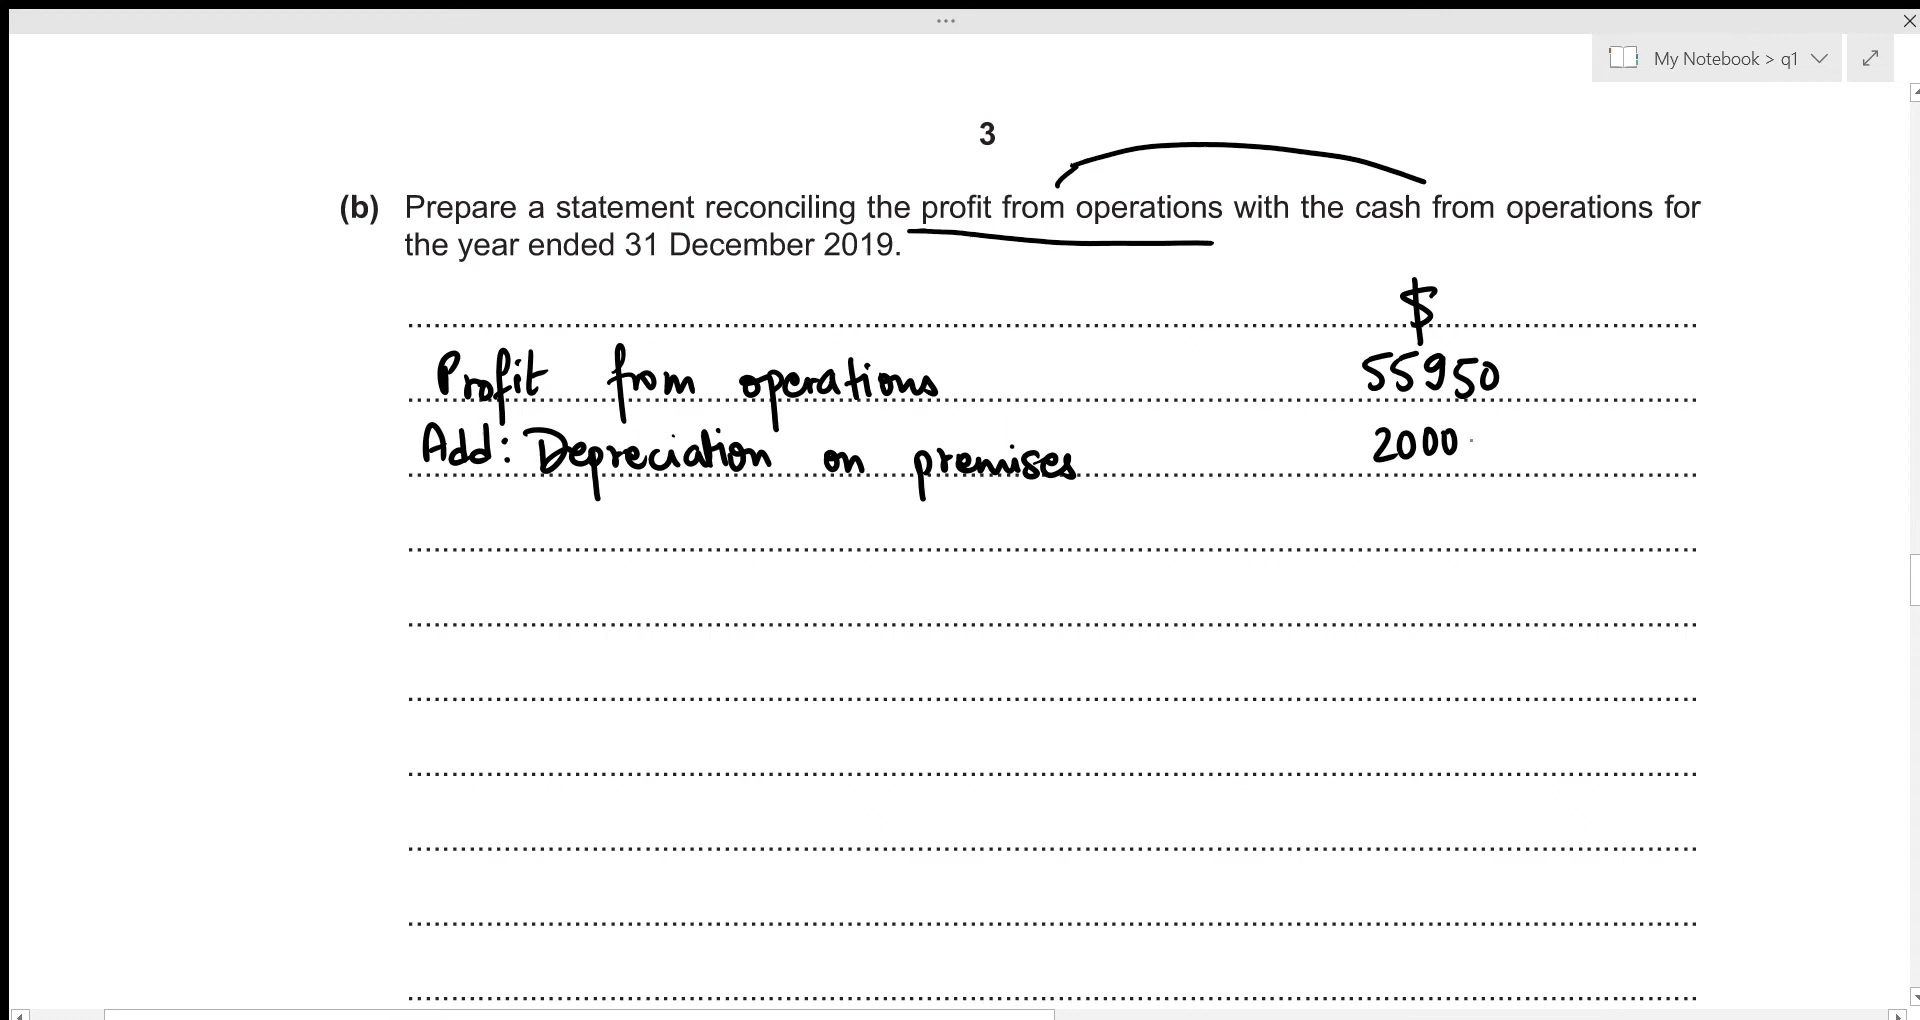 My Notebook > q1
3
(b) Prepare a statement reconciling the profit from operations with the cash from operations for
the year ended 31 December 2019.
$
Profit from operations 55950
Add: Depreciation on premises 2000